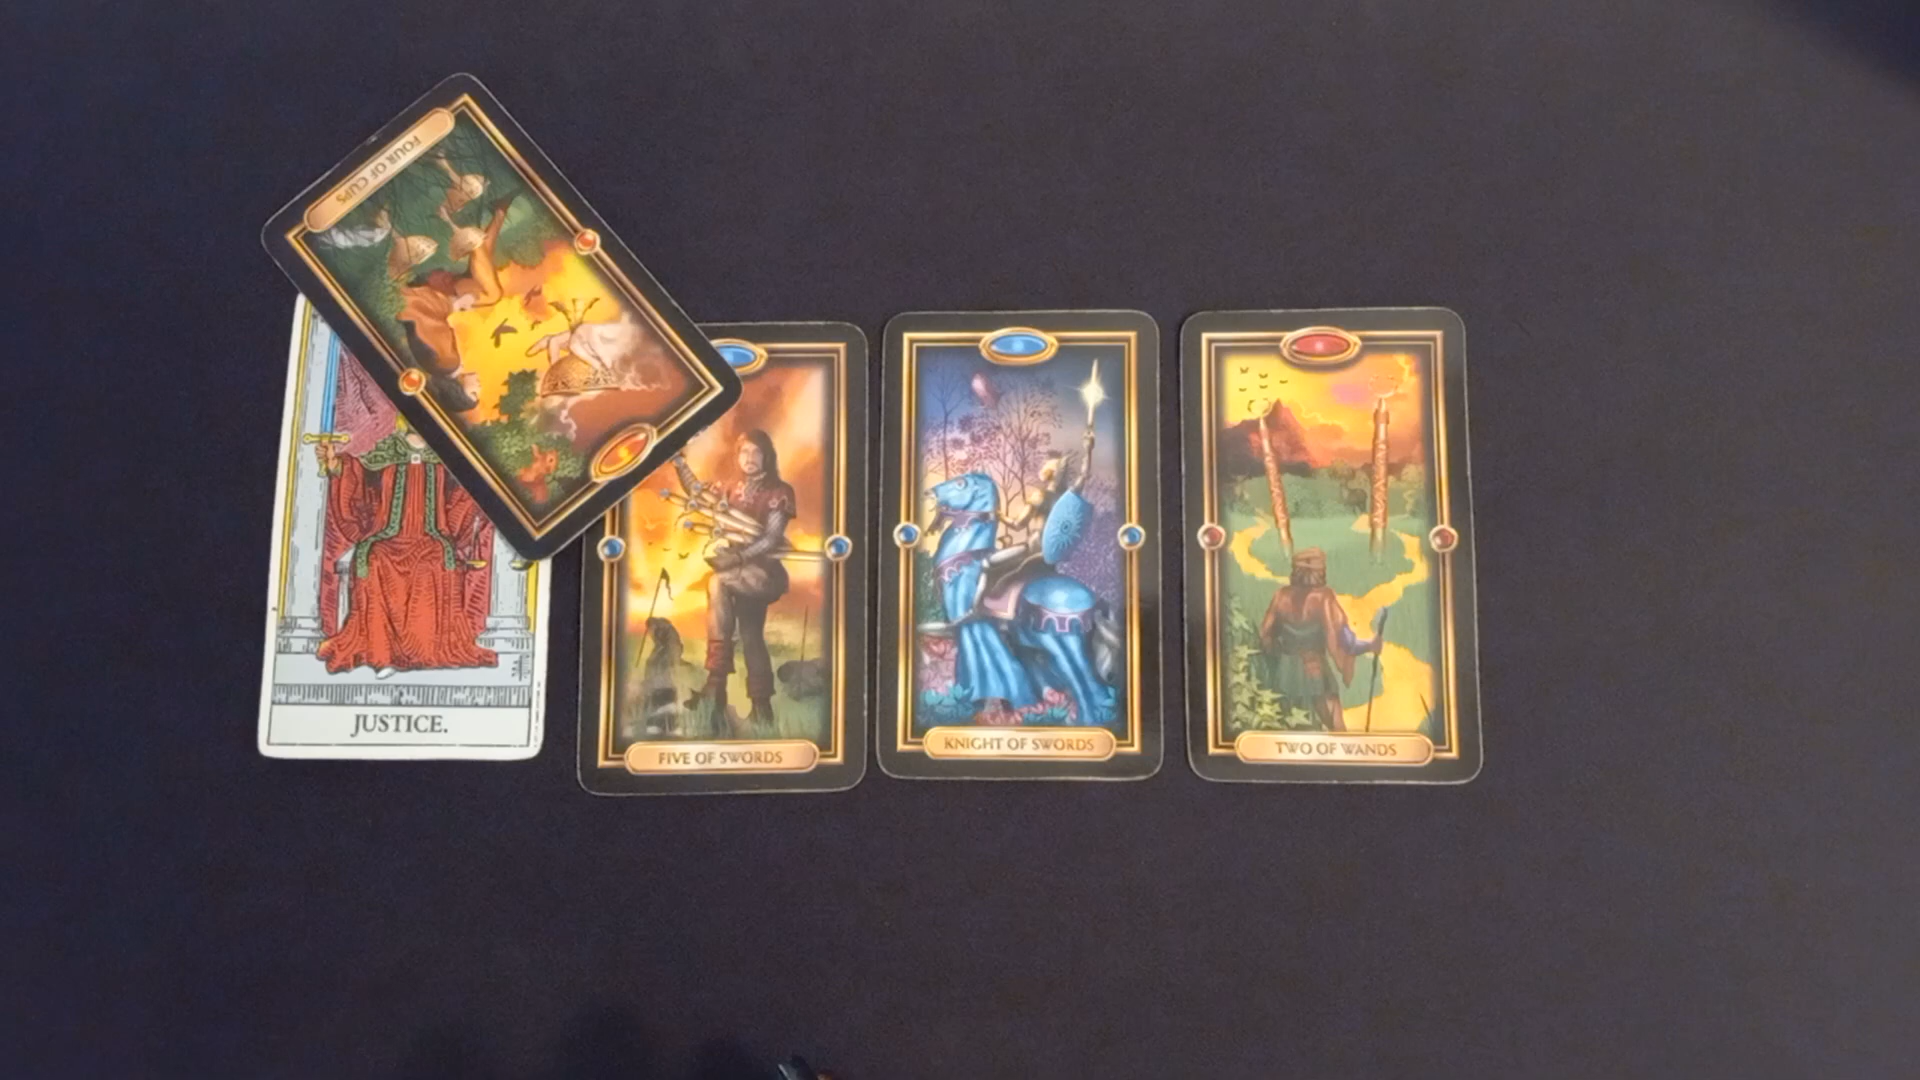 FOUR OF CUPS
JUSTICE.
FIVE OF SWORDS
KNIGHT OF SWORDS
TWO OF WANDS